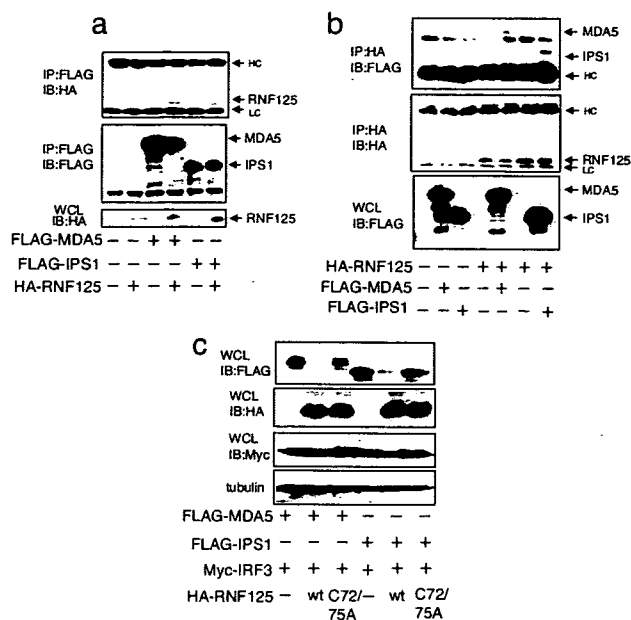 a
IP:FLAG
IB:HA
HC
RNF125
LC
IP:FLAG
IB:FLAG
MDA5
IPS1
WCL
IB:HA
RNF125
FLAG-MDA5 – – + + – –
FLAG-IPS1 – – – – + +
HA-RNF125 – + – + – +
b
IP:HA
IB:FLAG
MDA5
IPS1
HC
IP:HA
IB:HA
HC
RNF125
LC
WCL
IB:FLAG
MDA5
IPS1
HA-RNF125 – – – + + + +
FLAG-MDA5 – + – – + – –
FLAG-IPS1 – – + – – – +
c
WCL
IB:FLAG
WCL
IB:HA
WCL
IB:Myc
tubulin
FLAG-MDA5 + + + – – –
FLAG-IPS1 – – – + + +
Myc-IRF3 + + + + + +
HA-RNF125 – wt C72/ – wt C72/
75A 75A